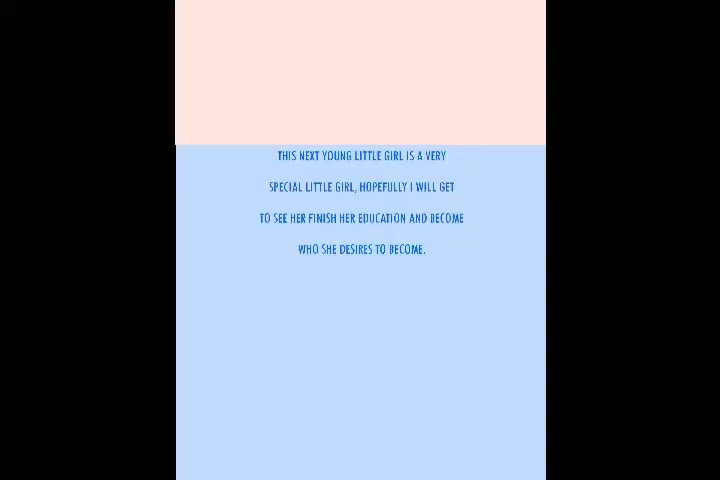 THIS NEXT YOUNG LITTLE GIRL IS A VERY
SPECIAL LITTLE GIRL, HOPEFULLY I WILL GET
TO SEE HER FINISH HER EDUCATION AND BECOME
WHO SHE DESIRES TO BECOME.